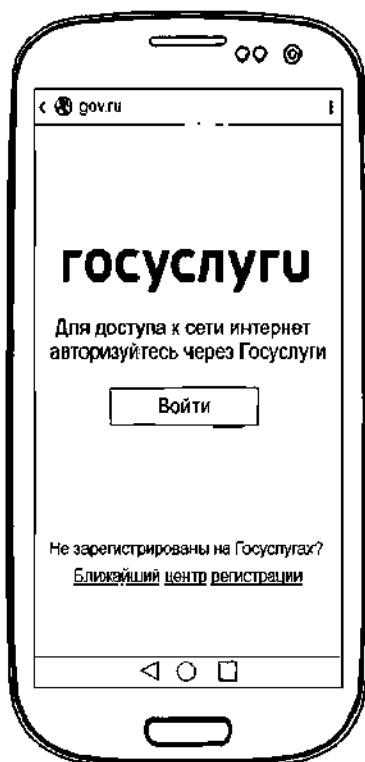 gov.ru
госуслуги
Для доступа к сети интернет
авторизуйтесь через Госуслуги
Войти
Не зарегистрированы на Госуслугах?
Ближайший центр регистрации